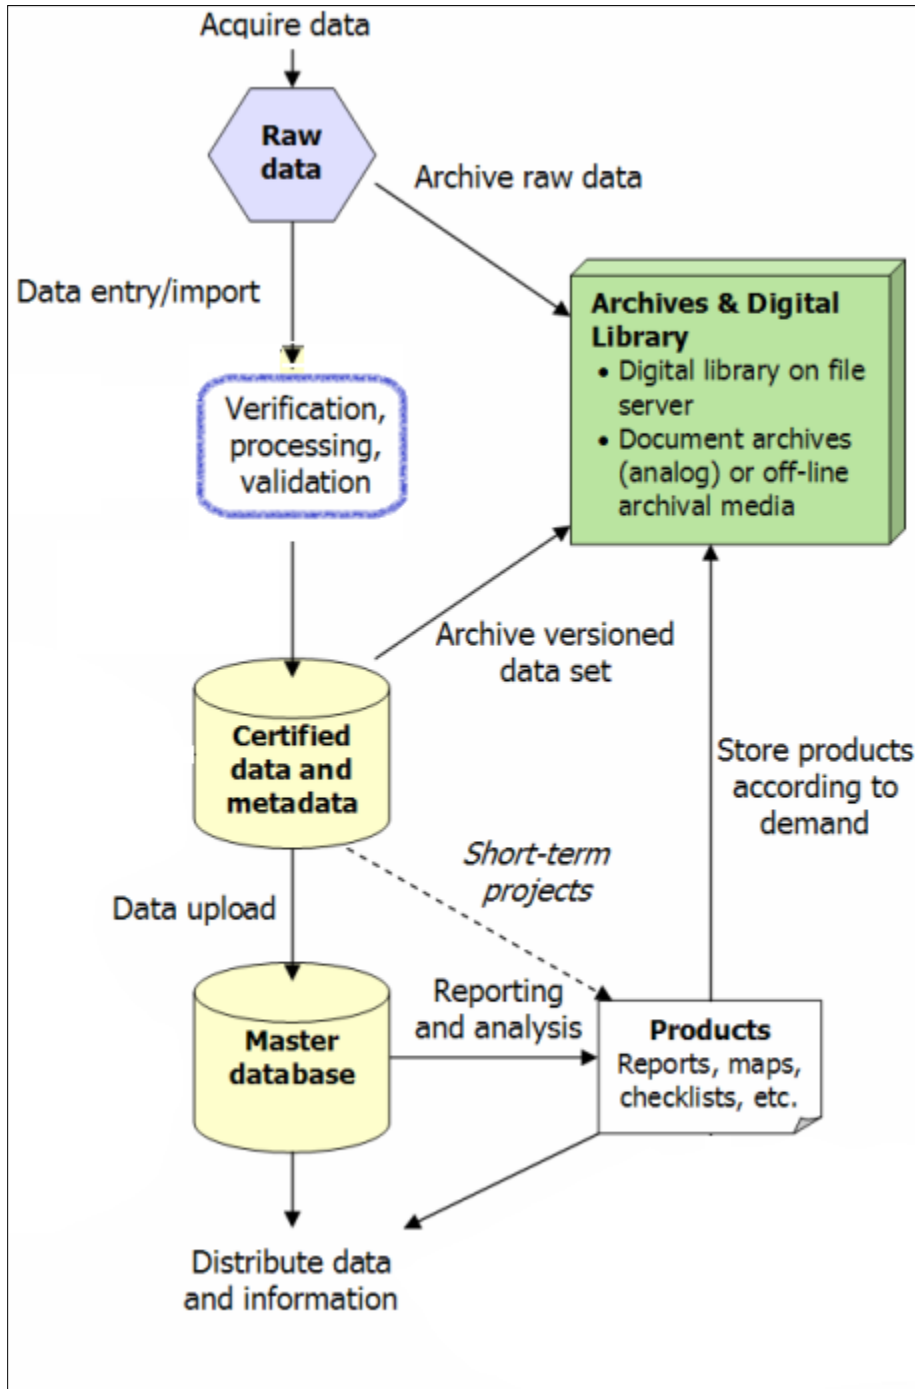 Acquire data
Raw
data
Archive raw data
Data entry/import
Archives & Digital
Library
• Digital library on file
server
• Document archives
(analog) or off-line
archival media
Verification,
processing,
validation
Archive versioned
data set
Certified
data and
metadata
Store products
according to
demand
Short-term
projects
Data upload
Reporting
and analysis
Master
database
Products
Reports, maps,
checklists, etc.
Distribute data
and information